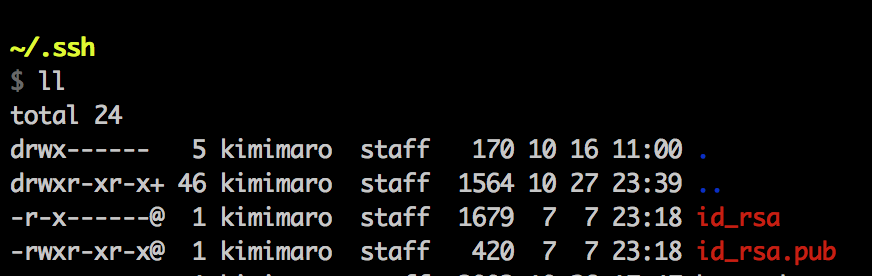 ~/.ssh
$ ll
total 24
drwx------   5 kimimaro  staff   170 10 16 11:00 .
drwxr-xr-x+ 46 kimimaro  staff  1564 10 27 23:39 ..
-r-x------@  1 kimimaro  staff  1679  7  7 23:18 id_rsa
-rwxr-xr-x@  1 kimimaro  staff   420  7  7 23:18 id_rsa.pub